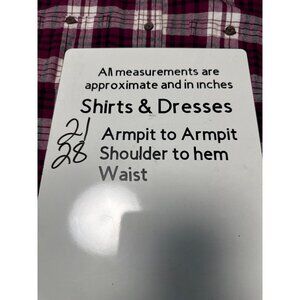 All measurements are
approximate and in inches
Shirts & Dresses
21 Armpit to Armpit
28 Shoulder to hem
Waist